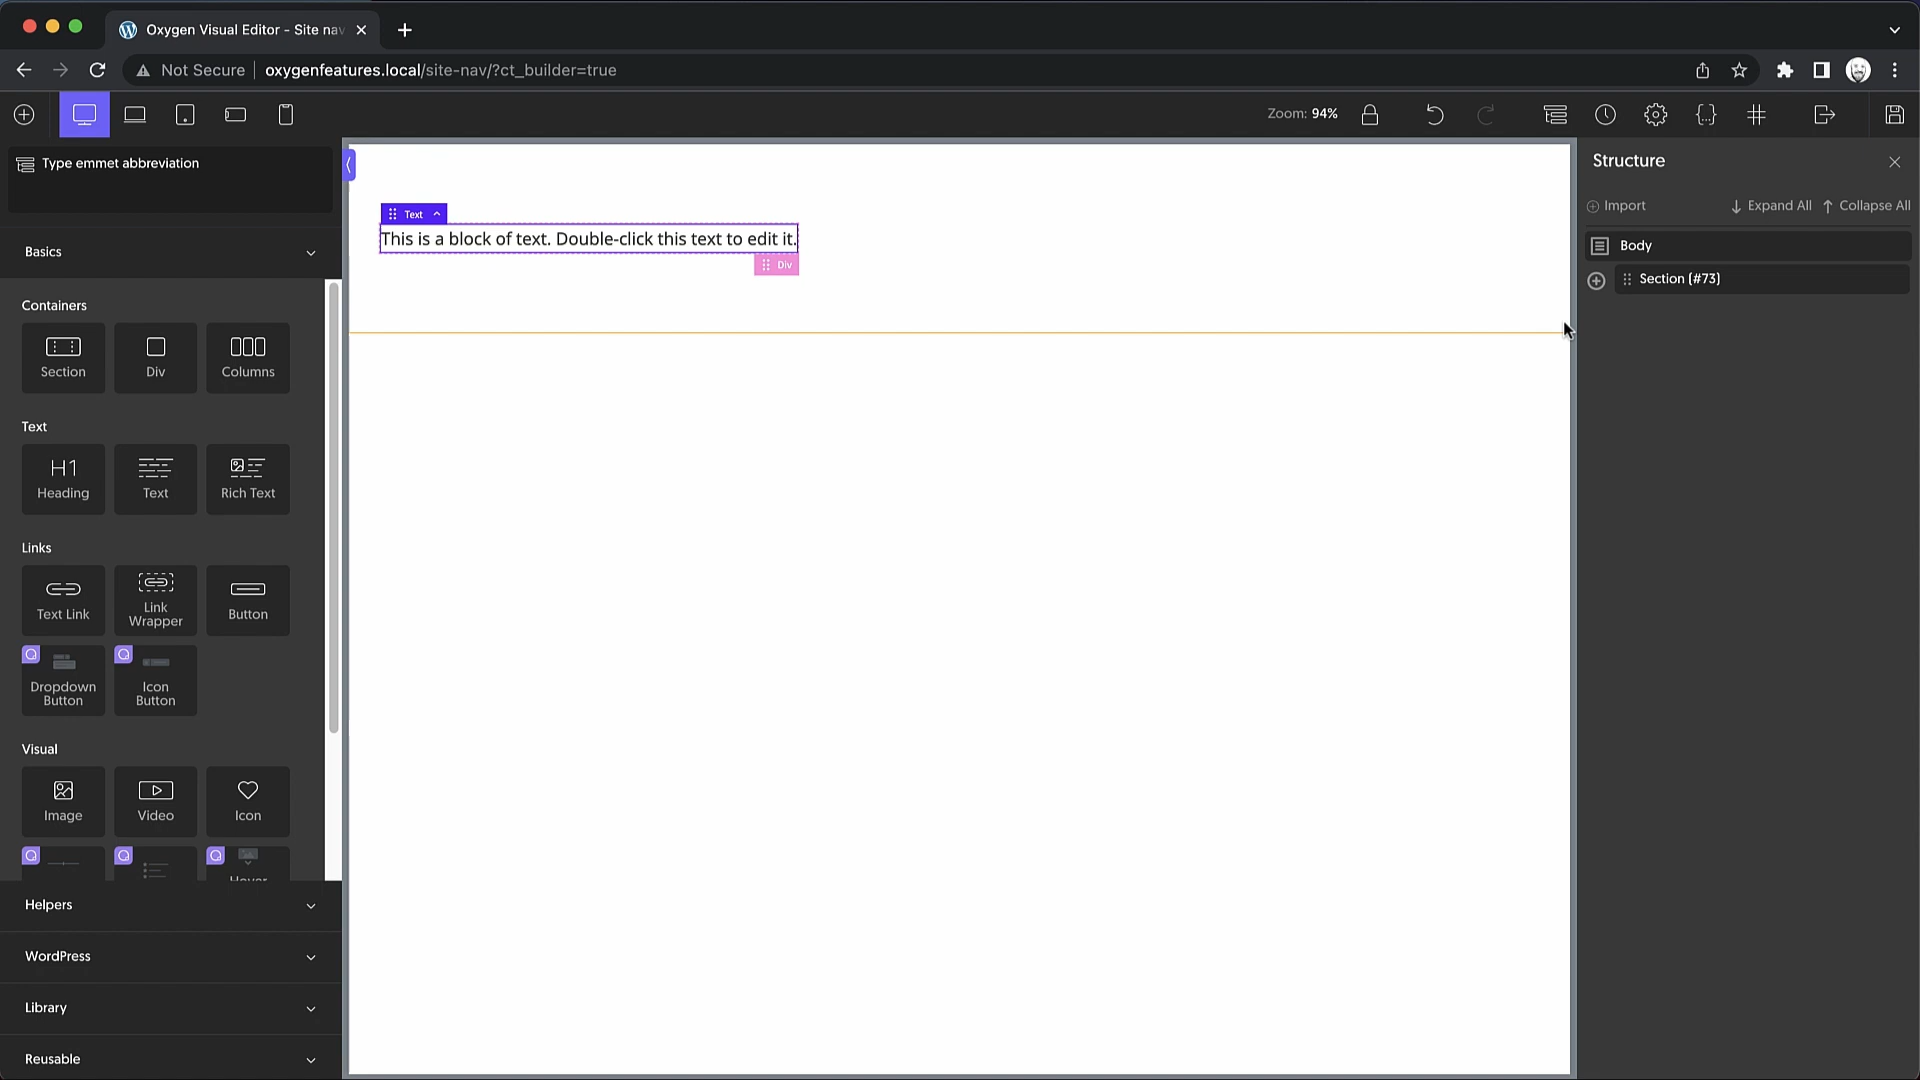 Oxygen Visual Editor - Site nav
Not Secure
oxygenfeatures.local/site-nav/?ct_builder=true
Zoom: 94%
Type emmet abbreviation
Basics
Containers
Section
Div
Columns
Text
H1
Heading
Text
Rich Text
Links
Text Link
Link
Wrapper
Button
Dropdown
Button
Icon
Button
Visual
Image
Video
Icon
Hover
Helpers
WordPress
Library
Reusable
Text
This is a block of text. Double-click this text to edit it.
Div
Structure
Import
Expand All
Collapse All
Body
Section (#73)